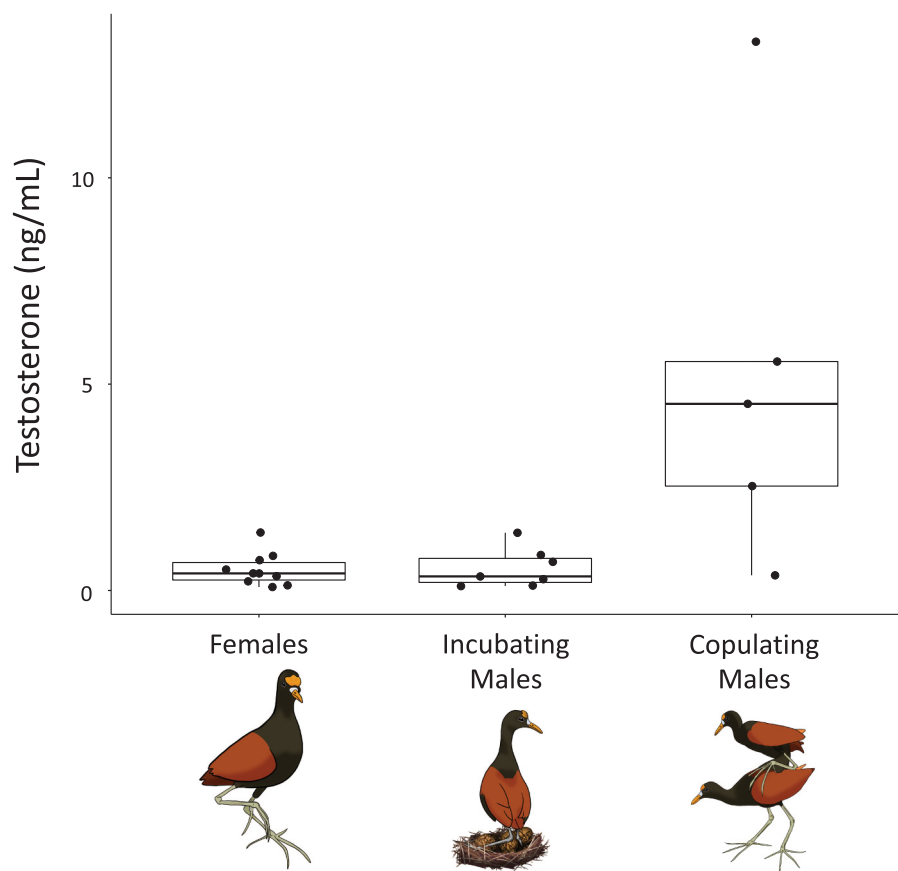 Testosterone (ng/mL)
10
5
0
Females
Incubating
Males
Copulating
Males